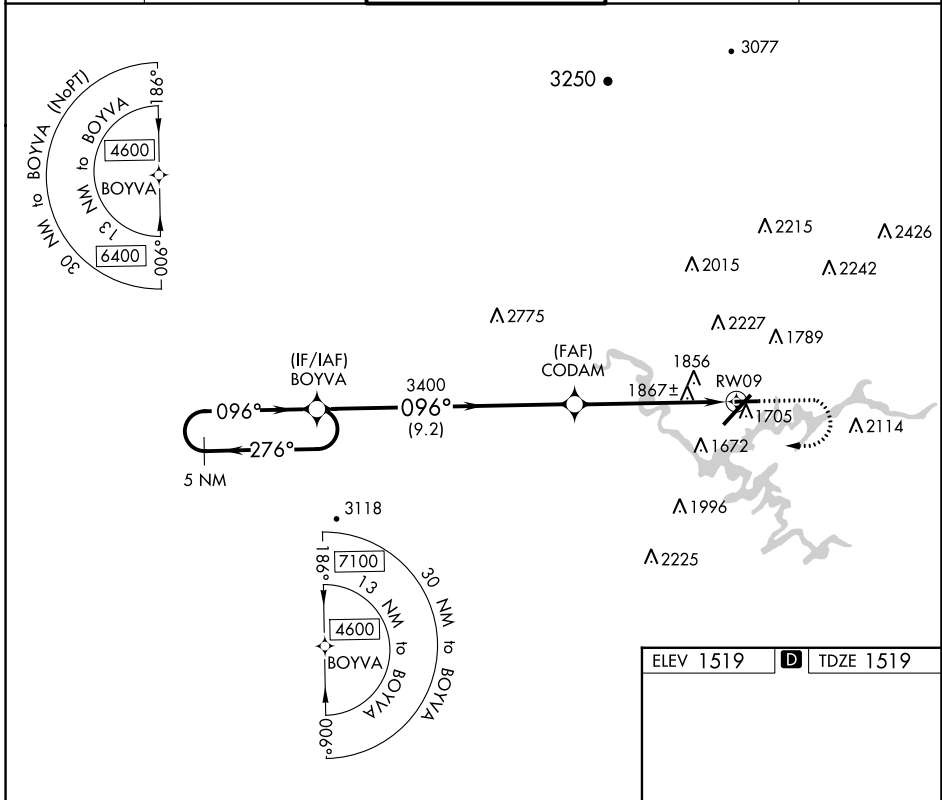 3077
3250
30 NM to BOYVA (NoPT)
13 NM to BOYVA
186°
4600
BOYVA
6400
006°
2215
2426
2015
2242
2775
2227
1789
(IF/IAF)
BOYVA
(FAF)
CODAM
1856
RW09
3400
1867±
096°
096°
(9.2)
1705
2114
276°
1672
5 NM
1996
3118
2225
186°
7100
30 NM to BOYVA
13 NM to BOYVA
4600
BOYVA
006°
ELEV 1519
D
TDZE 1519